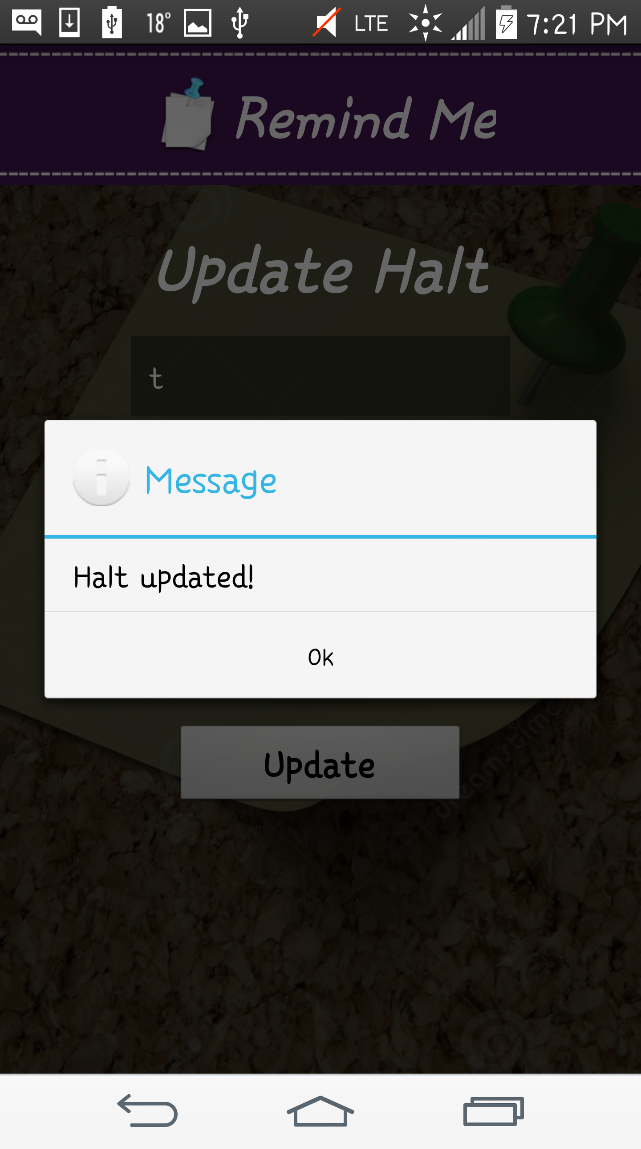 18° LTE 7:21 PM
Remind Me
Update Halt
t
Message
Halt updated!
Ok
Update